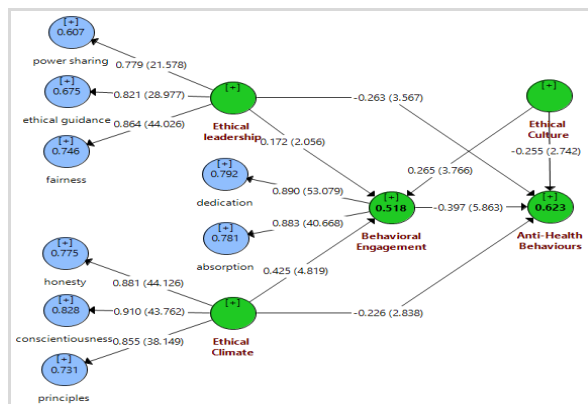 [+]
0.607
power sharing
0.779 (21.578)
[+]
0.675
ethical guidance
0.821 (28.977)
[+]
0.746
fairness
0.864 (44.026)
[+]
Ethical
leadership
-0.263 (3.567)
0.172 (2.056)
[+]
Ethical
Culture
-0.255 (2.742)
0.265 (3.766)
[+]
0.792
dedication
0.890 (53.079)
[+]
0.781
absorption
0.883 (40.668)
[+]
0.518
Behavioral
Engagement
-0.397 (5.863)
[+]
0.623
Anti-Health
Behaviours
[+]
0.775
honesty
0.881 (44.126)
[+]
0.828
conscientiousness
0.910 (43.762)
[+]
0.731
principles
0.855 (38.149)
0.425 (4.819)
[+]
Ethical
Climate
-0.226 (2.838)